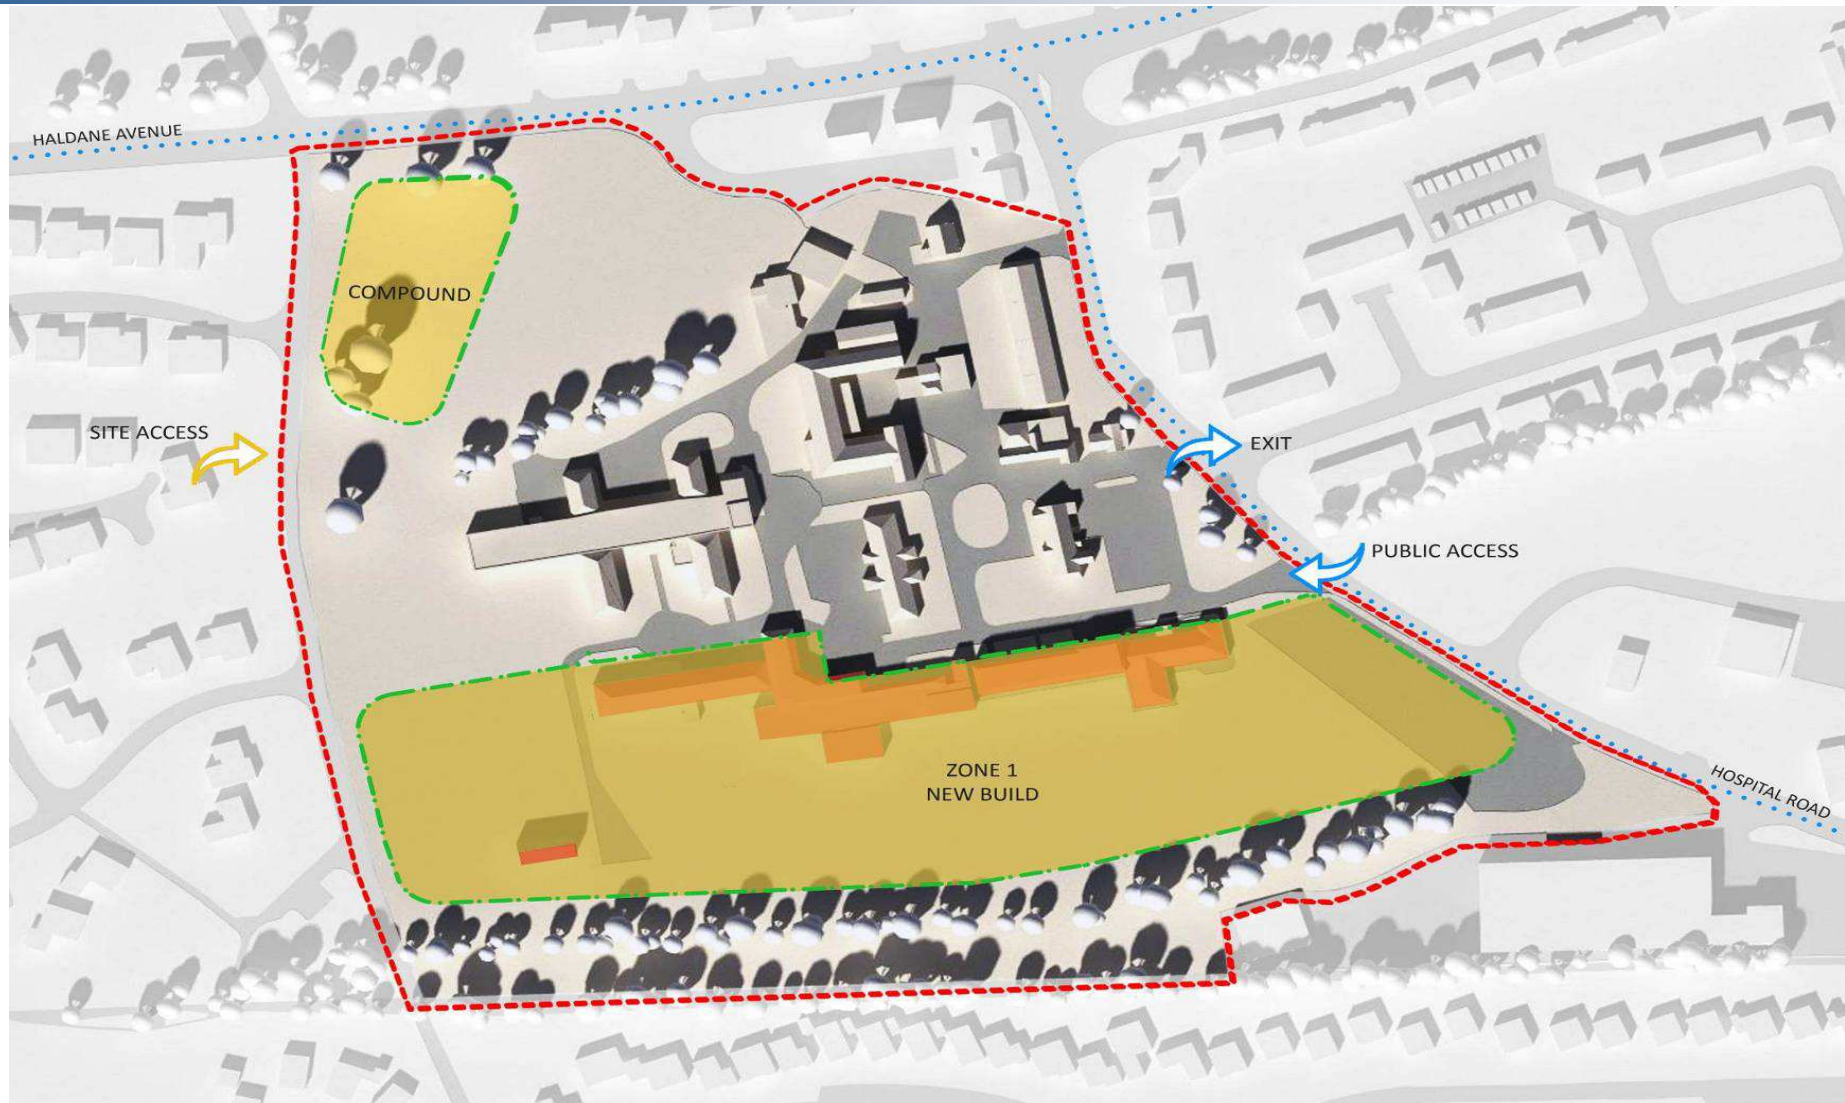 HALDANE AVENUE
COMPOUND
SITE ACCESS
EXIT
PUBLIC ACCESS
ZONE 1
NEW BUILD
HOSPITAL ROAD